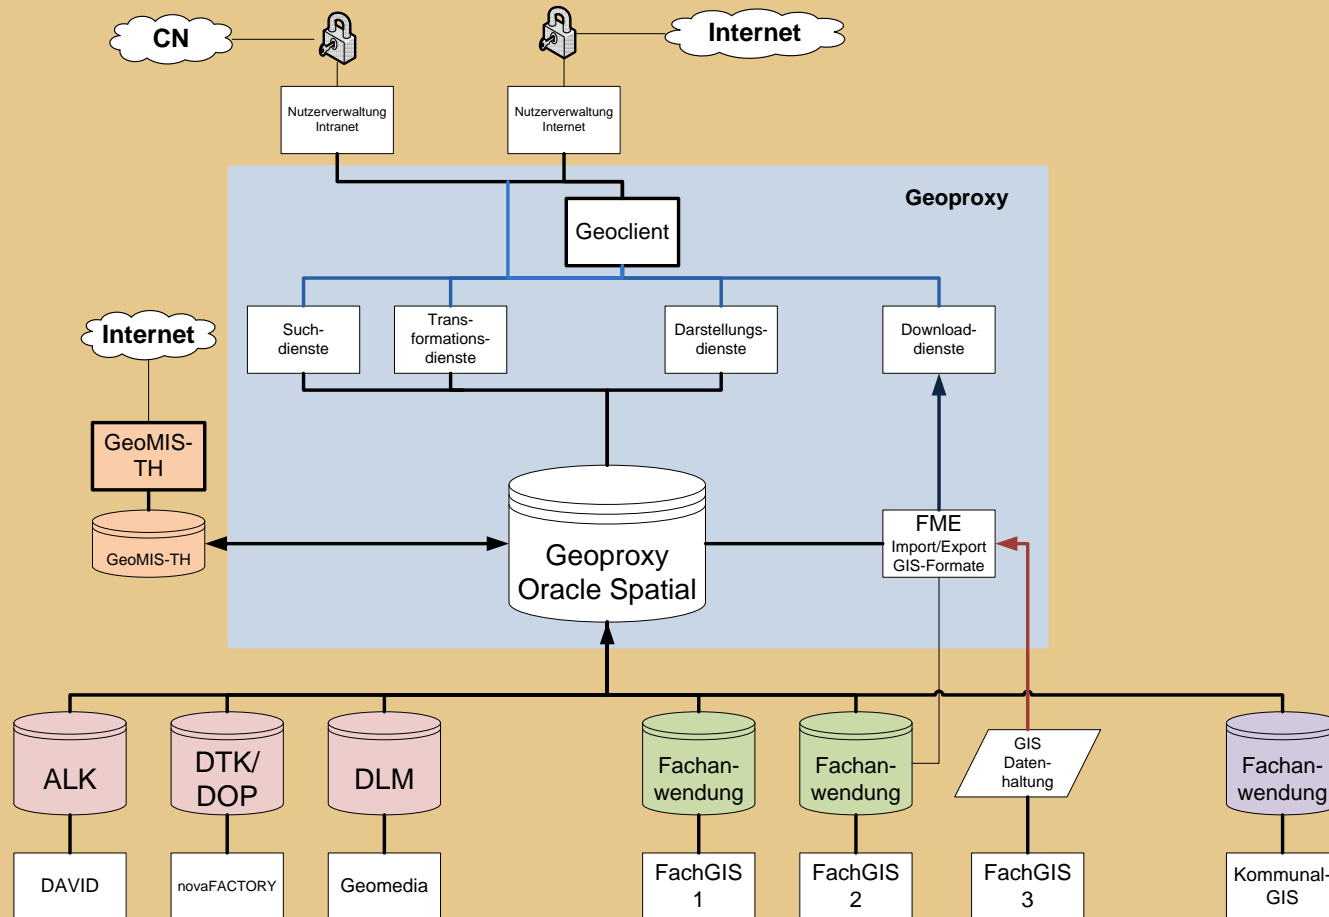 CN
Internet
Nutzerverwaltung
Intranet
Nutzerverwaltung
Internet
Geoproxy
Geoclient
Such-
dienste
Trans-
formations-
dienste
Darstellungs-
dienste
Download-
dienste
Internet
GeoMIS-
TH
GeoMIS-TH
Geoproxy
Oracle Spatial
FME
Import/Export
GIS-Formate
ALK
DTK/
DOP
DLM
Fachan-
wendung
Fachan-
wendung
GIS
Daten-
haltung
Fachan-
wendung
DAVID
novaFACTORY
Geomedia
FachGIS
1
FachGIS
2
FachGIS
3
Kommunal-
GIS